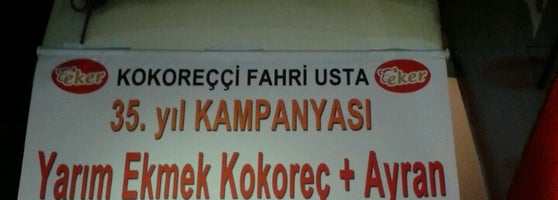 eker KOKOREÇÇİ FAHRİ USTA eker
35. yıl KAMPANYASI
Yarım Ekmek Kokoreç + Ayran